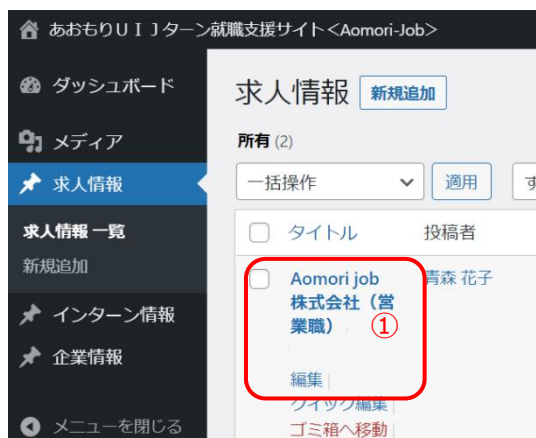 あおもりUIJターン就職支援サイト<Aomori-Job>
ダッシュボード
メディア
求人情報
求人情報 一覧
新規追加
インターン情報
企業情報
メニューを閉じる
求人情報 新規追加
所有 (2)
一括操作 適用 す
タイトル 投稿者
Aomori job 青森 花子
株式会社（営
業職） ①
編集 |
クイック編集 |
ゴミ箱へ移動 |